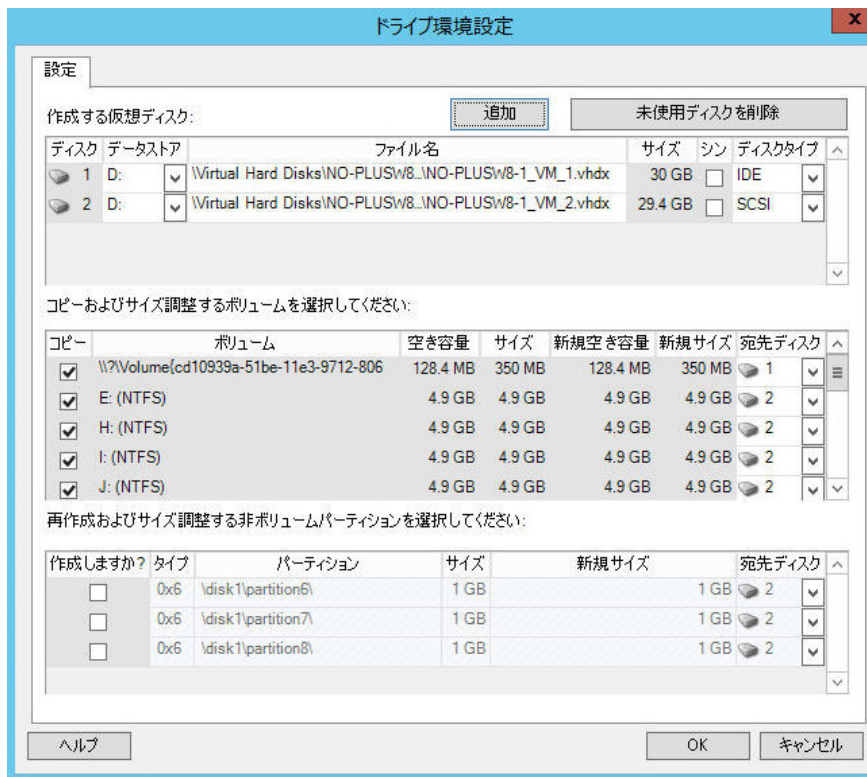 ドライブ環境設定
x
設定
作成する仮想ディスク:
追加
未使用ディスクを削除
ディスク データストア ファイル名 サイズ シン ディスクタイプ
1 D: \Virtual Hard Disks\NO-PLUSW8...\NO-PLUSW8-1_VM_1.vhdx 30 GB IDE
2 D: \Virtual Hard Disks\NO-PLUSW8...\NO-PLUSW8-1_VM_2.vhdx 29.4 GB SCSI
コピーおよびサイズ調整するボリュームを選択してください:
コピー ボリューム 空き容量 サイズ 新規空き容量 新規サイズ 宛先ディスク
\\?\Volume{cd10939a-51be-11e3-9712-806 128.4 MB 350 MB 128.4 MB 350 MB 1
E: (NTFS) 4.9 GB 4.9 GB 4.9 GB 4.9 GB 2
H: (NTFS) 4.9 GB 4.9 GB 4.9 GB 4.9 GB 2
I: (NTFS) 4.9 GB 4.9 GB 4.9 GB 4.9 GB 2
J: (NTFS) 4.9 GB 4.9 GB 4.9 GB 4.9 GB 2
再作成およびサイズ調整する非ボリュームパーティションを選択してください:
作成しますか? タイプ パーティション サイズ 新規サイズ 宛先ディスク
0x6 \disk1\partition6\ 1 GB 1 GB 2
0x6 \disk1\partition7\ 1 GB 1 GB 2
0x6 \disk1\partition8\ 1 GB 1 GB 2
ヘルプ
OK
キャンセル